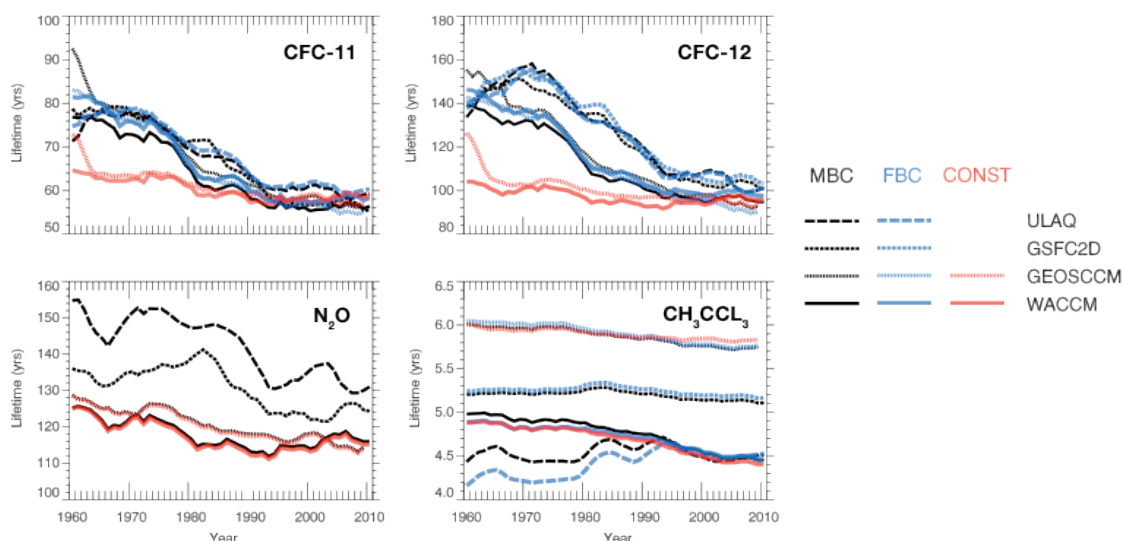 CFC-11
Lifetime (yrs)
100
90
80
70
60
50
CFC-12
Lifetime (yrs)
180
160
140
120
100
80
MBC FBC CONST
ULAQ
GSFC2D
GEOSCCM
WACCM
N2O
Lifetime (yrs)
160
150
140
130
120
110
100
1960 1970 1980 1990 2000 2010
Year
CH3CCL3
Lifetime (yrs)
6.0
5.5
5.0
4.5
4.0
1960 1970 1980 1990 2000 2010
Year